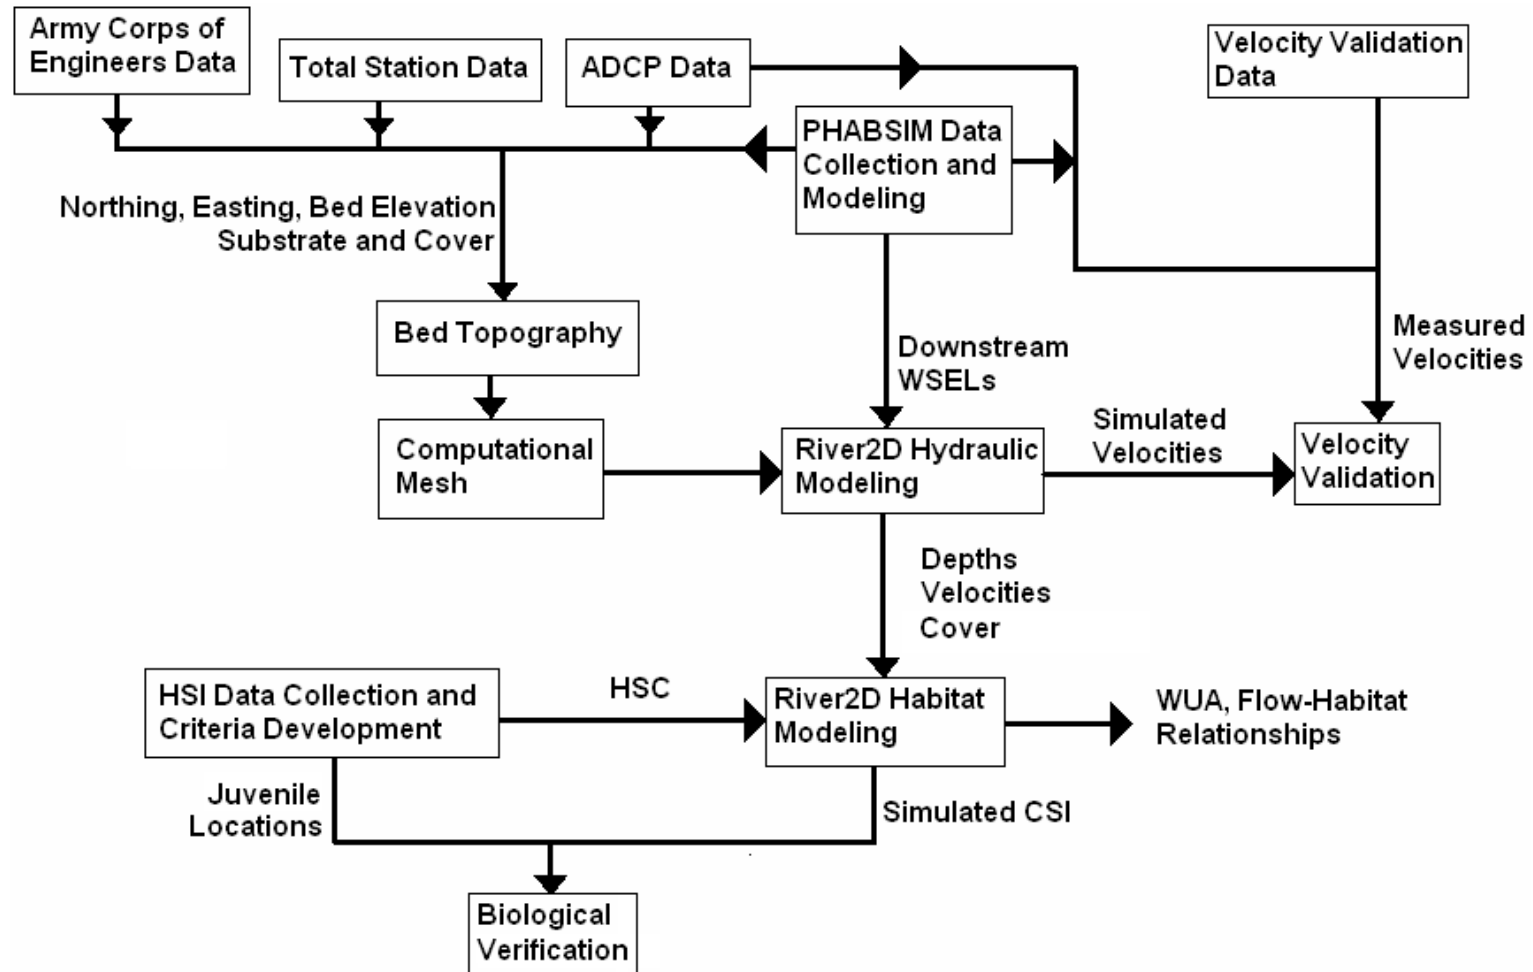 Army Corps of
Engineers Data
Total Station Data
ADCP Data
Velocity Validation
Data
PHABSIM Data
Collection and
Modeling
Northing, Easting, Bed Elevation
Substrate and Cover
Bed Topography
Downstream
WSELs
Measured
Velocities
Computational
Mesh
River2D Hydraulic
Modeling
Simulated
Velocities
Velocity
Validation
Depths
Velocities
Cover
HSI Data Collection and
Criteria Development
HSC
River2D Habitat
Modeling
WUA, Flow-Habitat
Relationships
Juvenile
Locations
Simulated CSI
Biological
Verification